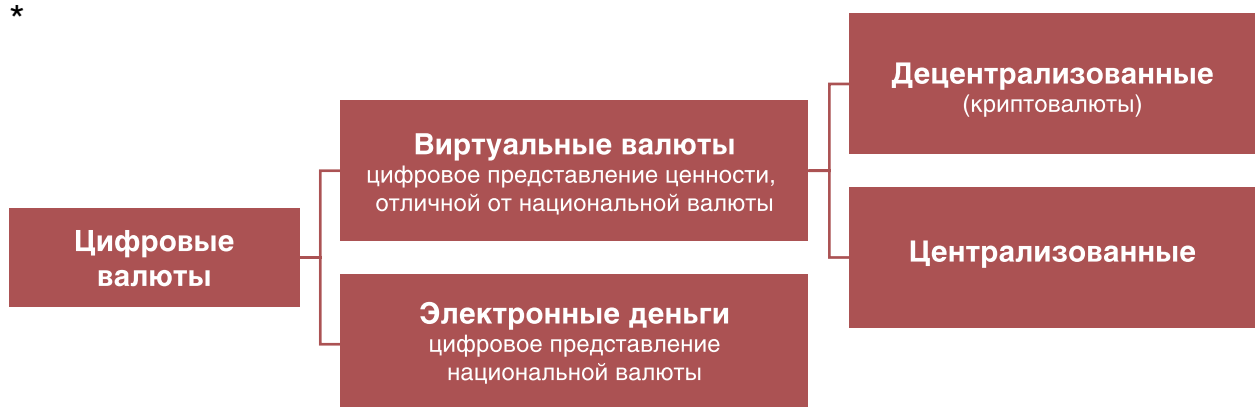 *
Цифровые
валюты
Виртуальные валюты
цифровое представление ценности,
отличной от национальной валюты
Электронные деньги
цифровое представление
национальной валюты
Децентрализованные
(криптовалюты)
Централизованные